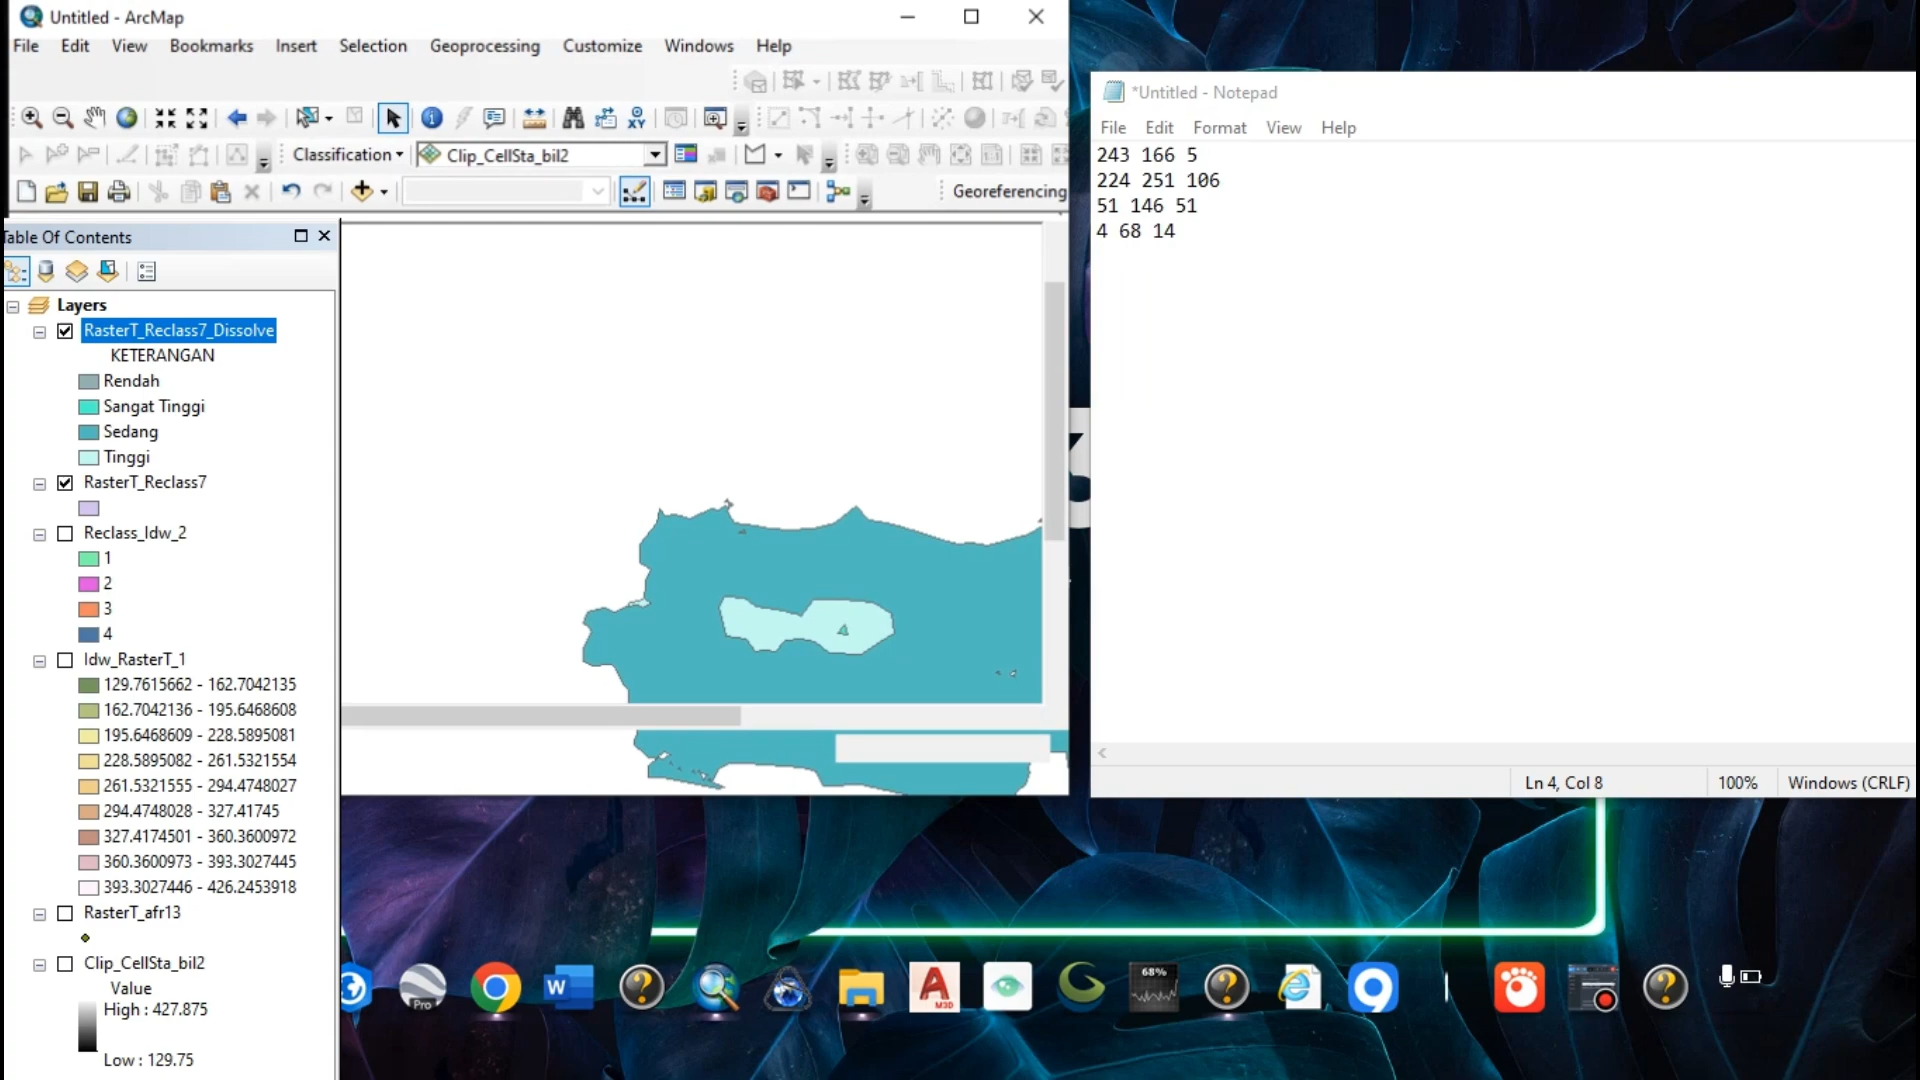 Untitled - ArcMap
File Edit View Bookmarks Insert Selection Geoprocessing Customize Windows Help
Classification Clip_CellSta_bil2
Georeferencing
Table Of Contents
Layers
RasterT_Reclass7_Dissolve
KETERANGAN
Rendah
Sangat Tinggi
Sedang
Tinggi
RasterT_Reclass7
Reclass_Idw_2
1
2
3
4
Idw_RasterT_1
129.7615662 - 162.7042135
162.7042136 - 195.6468608
195.6468609 - 228.5895081
228.5895082 - 261.5321554
261.5321555 - 294.4748027
294.4748028 - 327.41745
327.4174501 - 360.3600972
360.3600973 - 393.3027445
393.3027446 - 426.2453918
RasterT_afr13
Clip_CellSta_bil2
Value
High : 427.875
Low : 129.75
*Untitled - Notepad
File Edit Format View Help
243 166 5
224 251 106
51 146 51
4 68 14
Ln 4, Col 8 100% Windows (CRLF)
Pro
W
A
M3D
68%